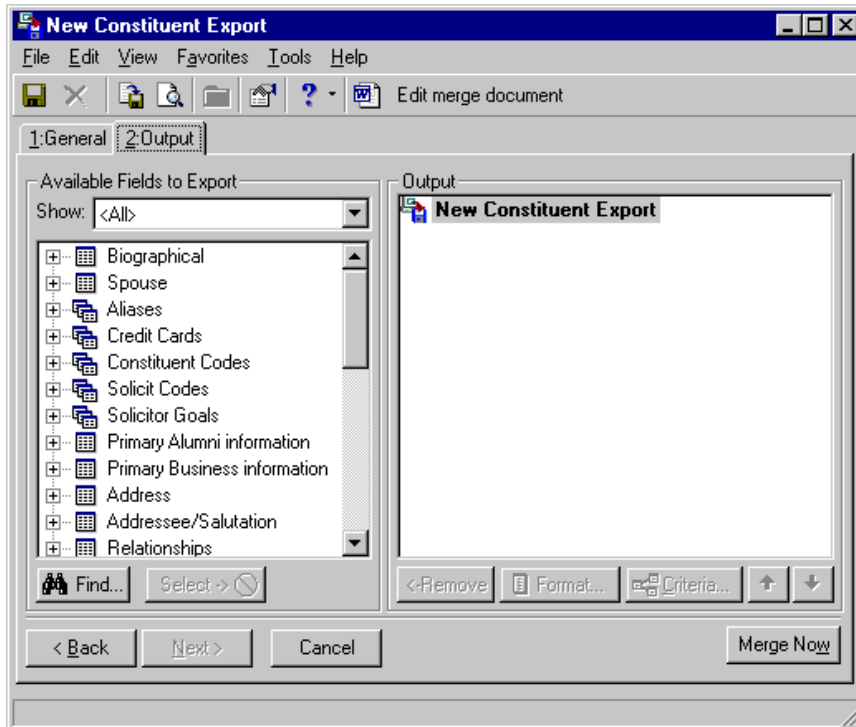 New Constituent Export
File Edit View Favorites Tools Help
? Edit merge document
1:General 2:Output
Available Fields to Export
Show: <All>
Biographical
Spouse
Aliases
Credit Cards
Constituent Codes
Solicit Codes
Solicitor Goals
Primary Alumni information
Primary Business information
Address
Addressee/Salutation
Relationships
Find... Select ->
Output
New Constituent Export
<-Remove Format... Criteria...
< Back Next > Cancel Merge Now